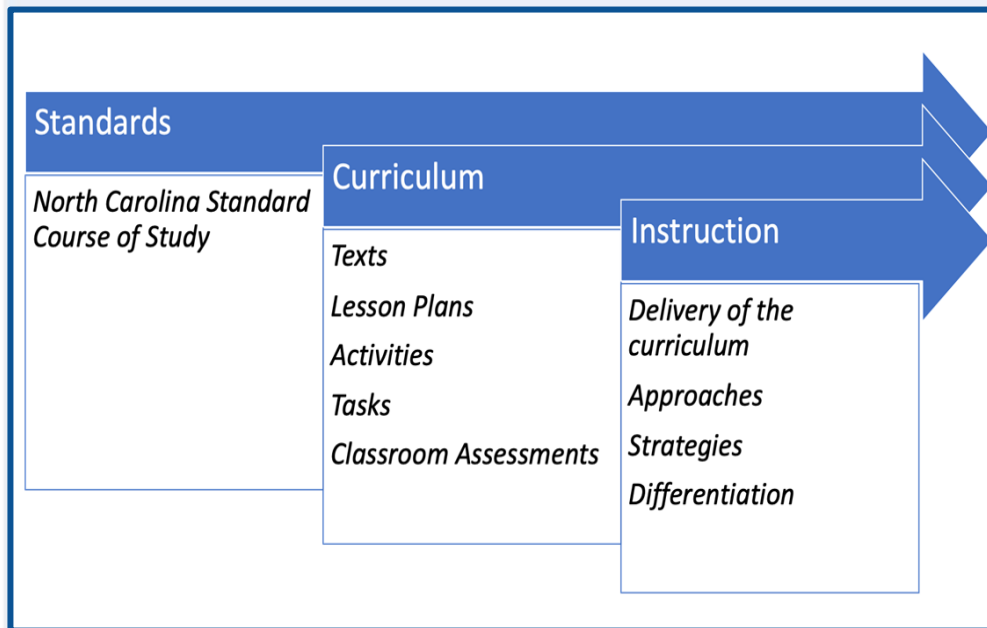 Standards
North Carolina Standard
Course of Study
Curriculum
Texts
Lesson Plans
Activities
Tasks
Classroom Assessments
Instruction
Delivery of the
curriculum
Approaches
Strategies
Differentiation